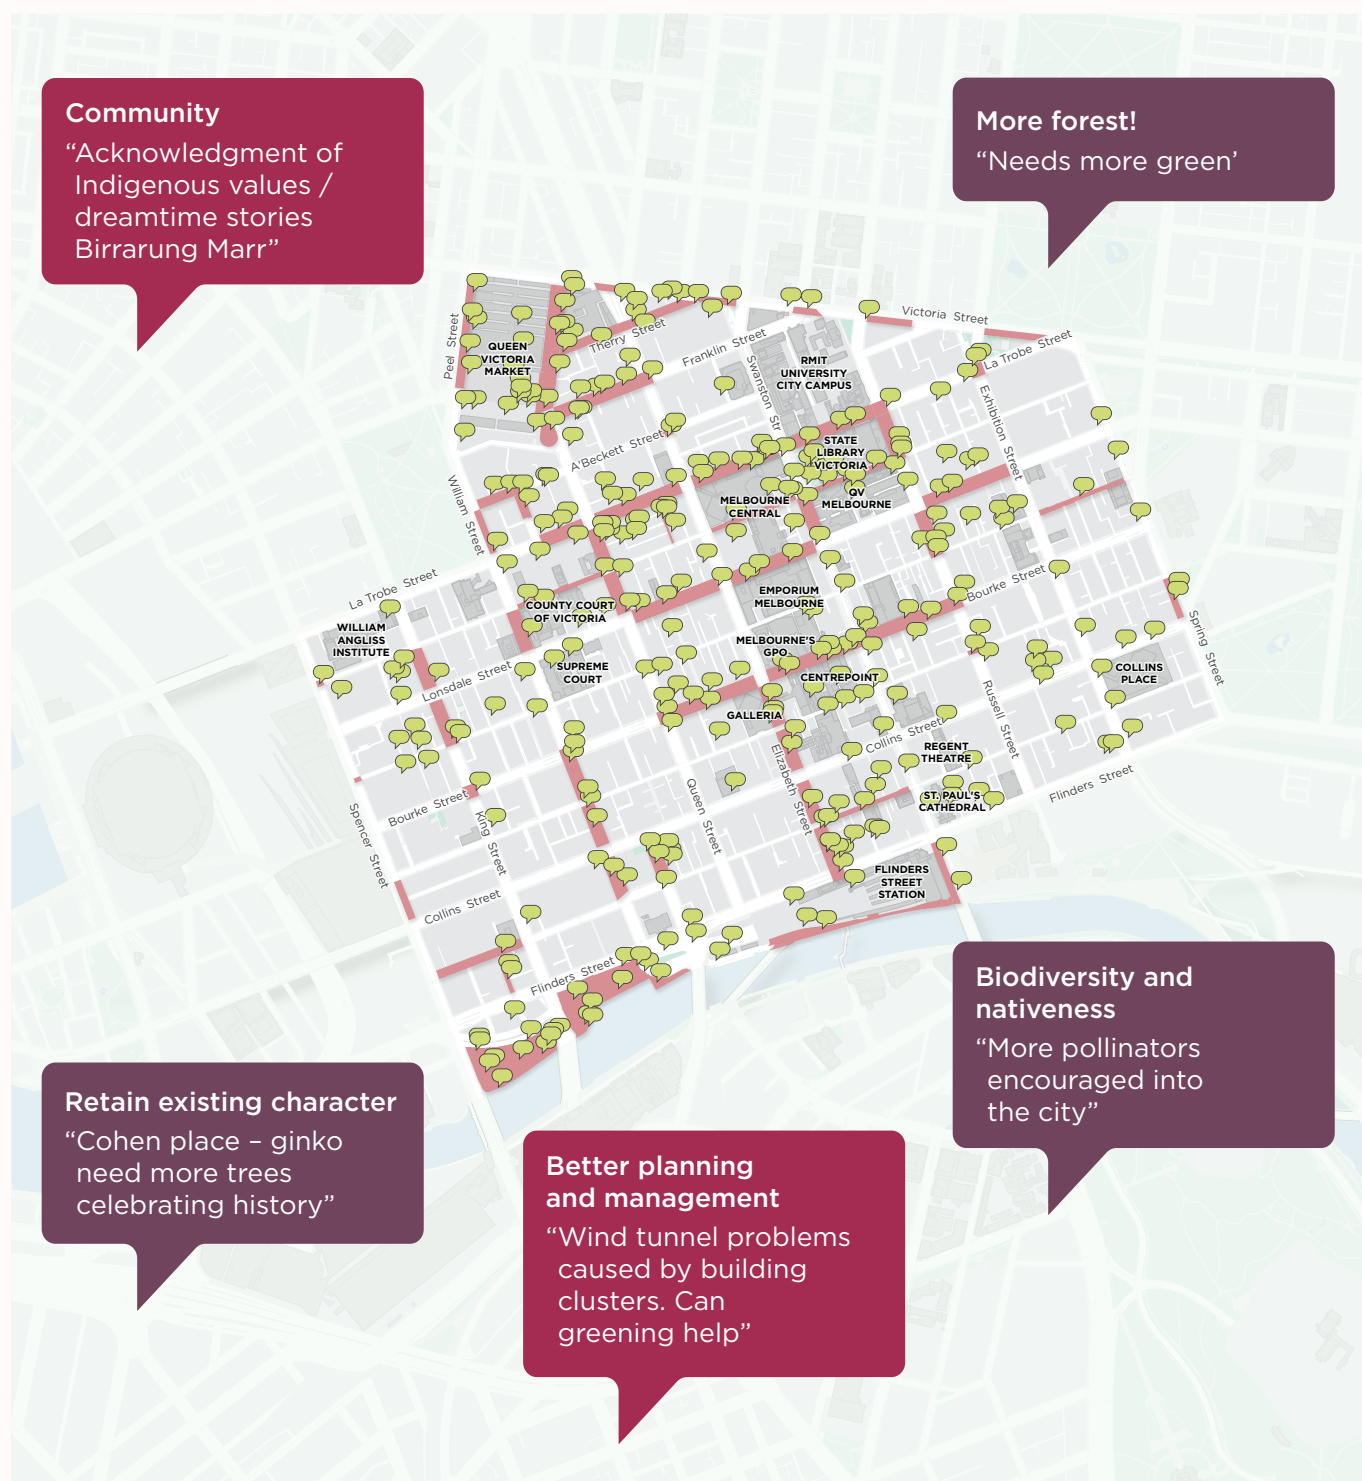 Community
“Acknowledgment of
Indigenous values /
dreamtime stories
Birrarung Marr”
More forest!
“Needs more green’
Victoria Street
Peel Street
Therry Street
Franklin Street
La Trobe Street
QUEEN
VICTORIA
MARKET
RMIT
UNIVERSITY
CITY CAMPUS
Swanston Str
Exhibition Street
A'Beckett Street
STATE
LIBRARY
VICTORIA
William Street
MELBOURNE
CENTRAL
QV
MELBOURNE
La Trobe Street
Bourke Street
EMPORIUM
MELBOURNE
COUNTY COURT
OF VICTORIA
WILLIAM
ANGLISS
INSTITUTE
MELBOURNE'S
GPO
Spring Street
Lonsdale Street
SUPREME
COURT
CENTREPOINT
COLLINS
PLACE
GALLERIA
Russell Street
Collins Street
REGENT
THEATRE
Elizabeth Street
Queen Street
Flinders Street
ST. PAUL'S
CATHEDRAL
Bourke Street
King Street
Spencer Street
FLINDERS
STREET
STATION
Collins Street
Flinders Street
Biodiversity and
nativeness
“More pollinators
encouraged into
the city”
Retain existing character
“Cohen place – ginko
need more trees
celebrating history”
Better planning
and management
“Wind tunnel problems
caused by building
clusters. Can
greening help”